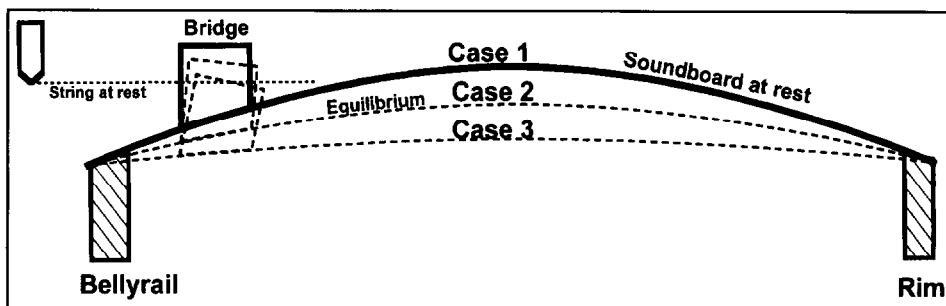 Bridge
Case 1
Soundboard at rest
String at rest
Equilibrium
Case 2
Case 3
Bellyrail
Rim